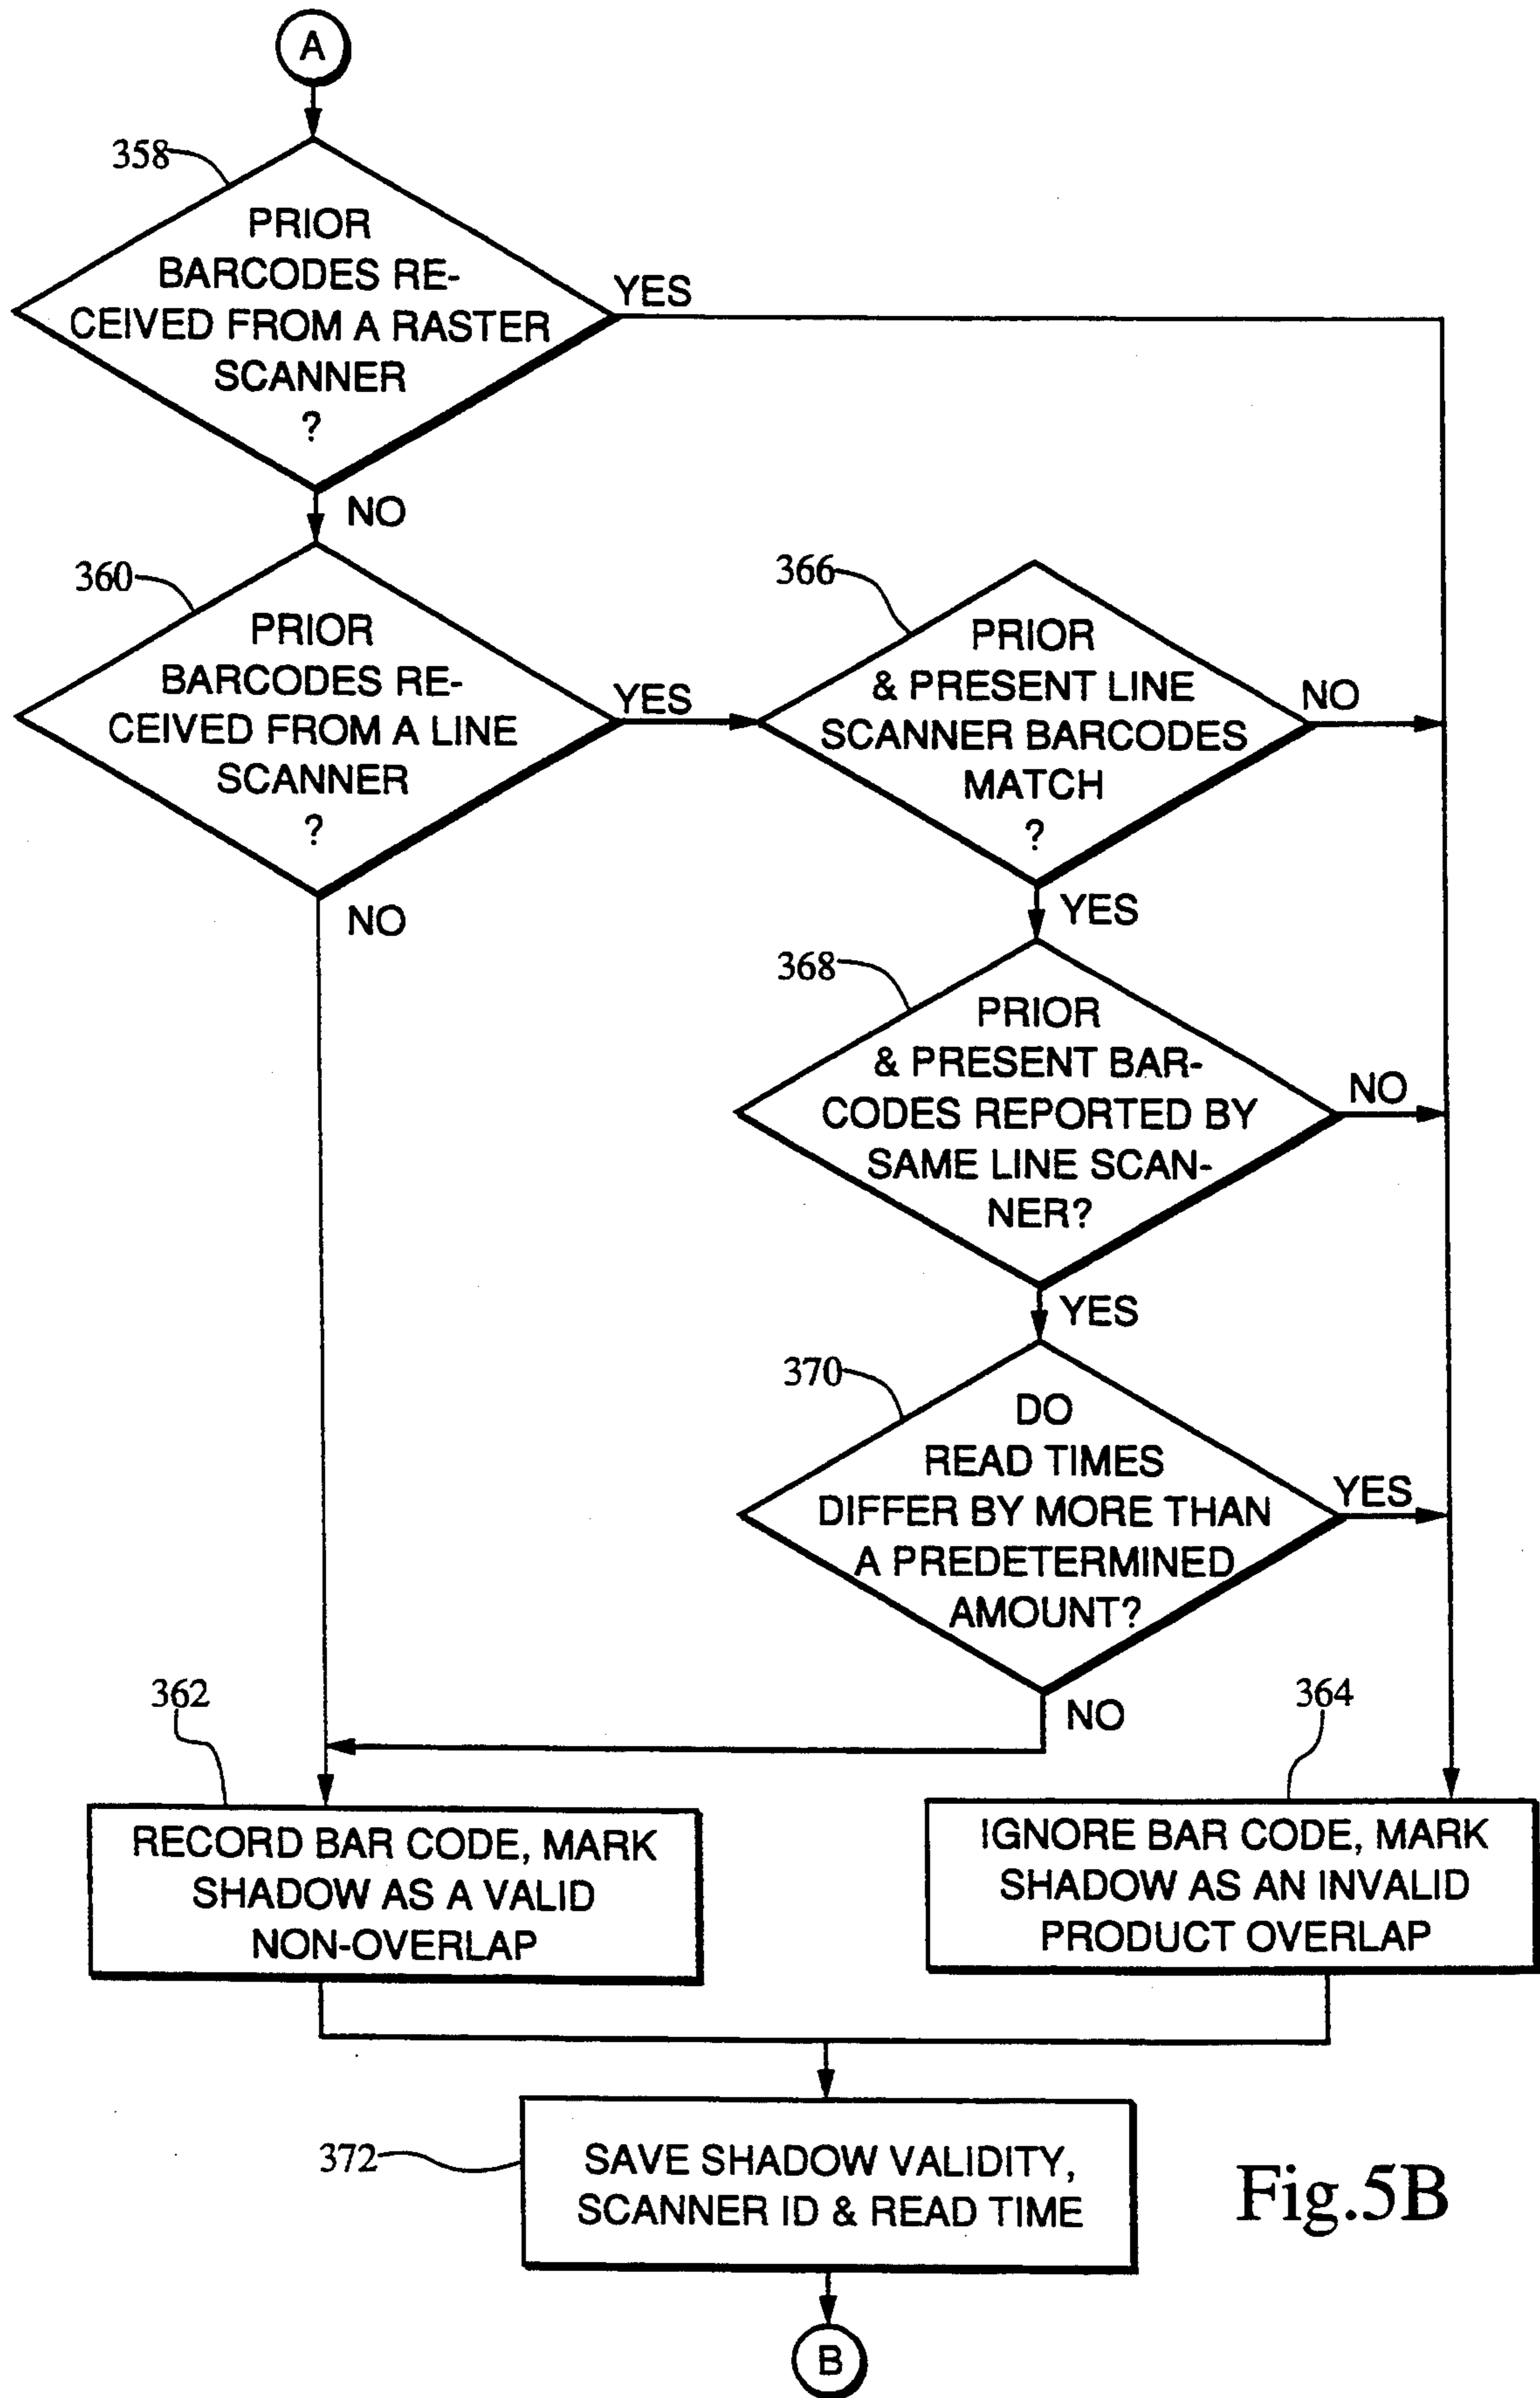 A
358
PRIOR
BARCODES RE-
CEIVED FROM A RASTER
SCANNER
?
YES
NO
360
PRIOR
BARCODES RE-
CEIVED FROM A LINE
SCANNER
?
YES
NO
366
PRIOR
& PRESENT LINE
SCANNER BARCODES
MATCH
?
NO
YES
368
PRIOR
& PRESENT BAR-
CODES REPORTED BY
SAME LINE SCAN-
NER?
NO
YES
370
DO
READ TIMES
DIFFER BY MORE THAN
A PREDETERMINED
AMOUNT?
YES
NO
362
RECORD BAR CODE, MARK
SHADOW AS A VALID
NON-OVERLAP
364
IGNORE BAR CODE, MARK
SHADOW AS AN INVALID
PRODUCT OVERLAP
372
SAVE SHADOW VALIDITY,
SCANNER ID & READ TIME
B
Fig.5B